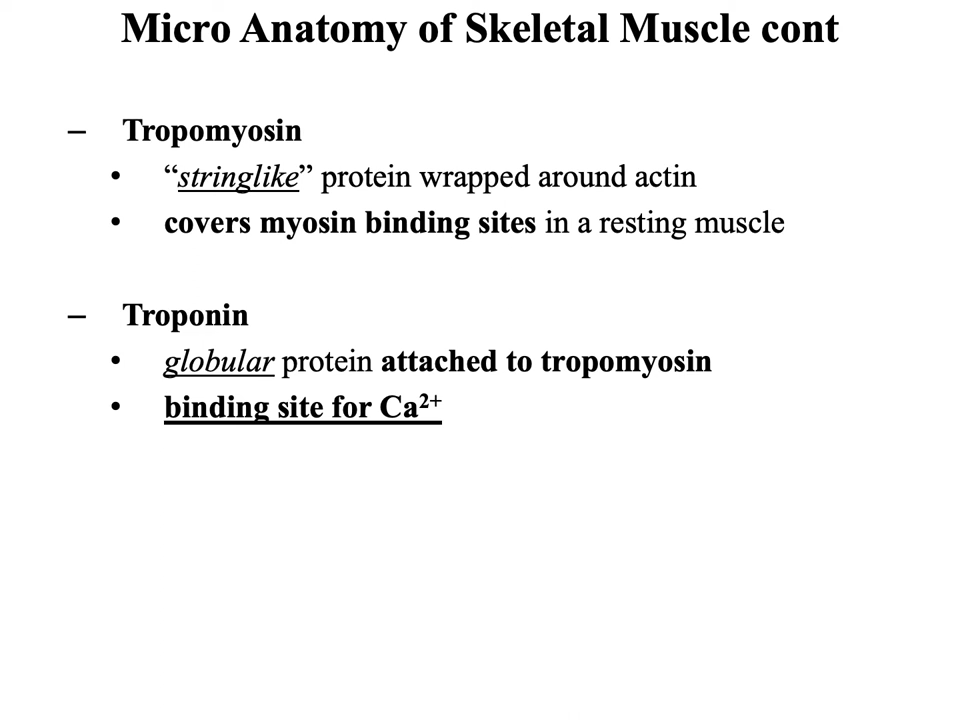 Micro Anatomy of Skeletal Muscle cont
– Tropomyosin
• “stringlike” protein wrapped around actin
• covers myosin binding sites in a resting muscle
– Troponin
• globular protein attached to tropomyosin
• binding site for Ca²⁺